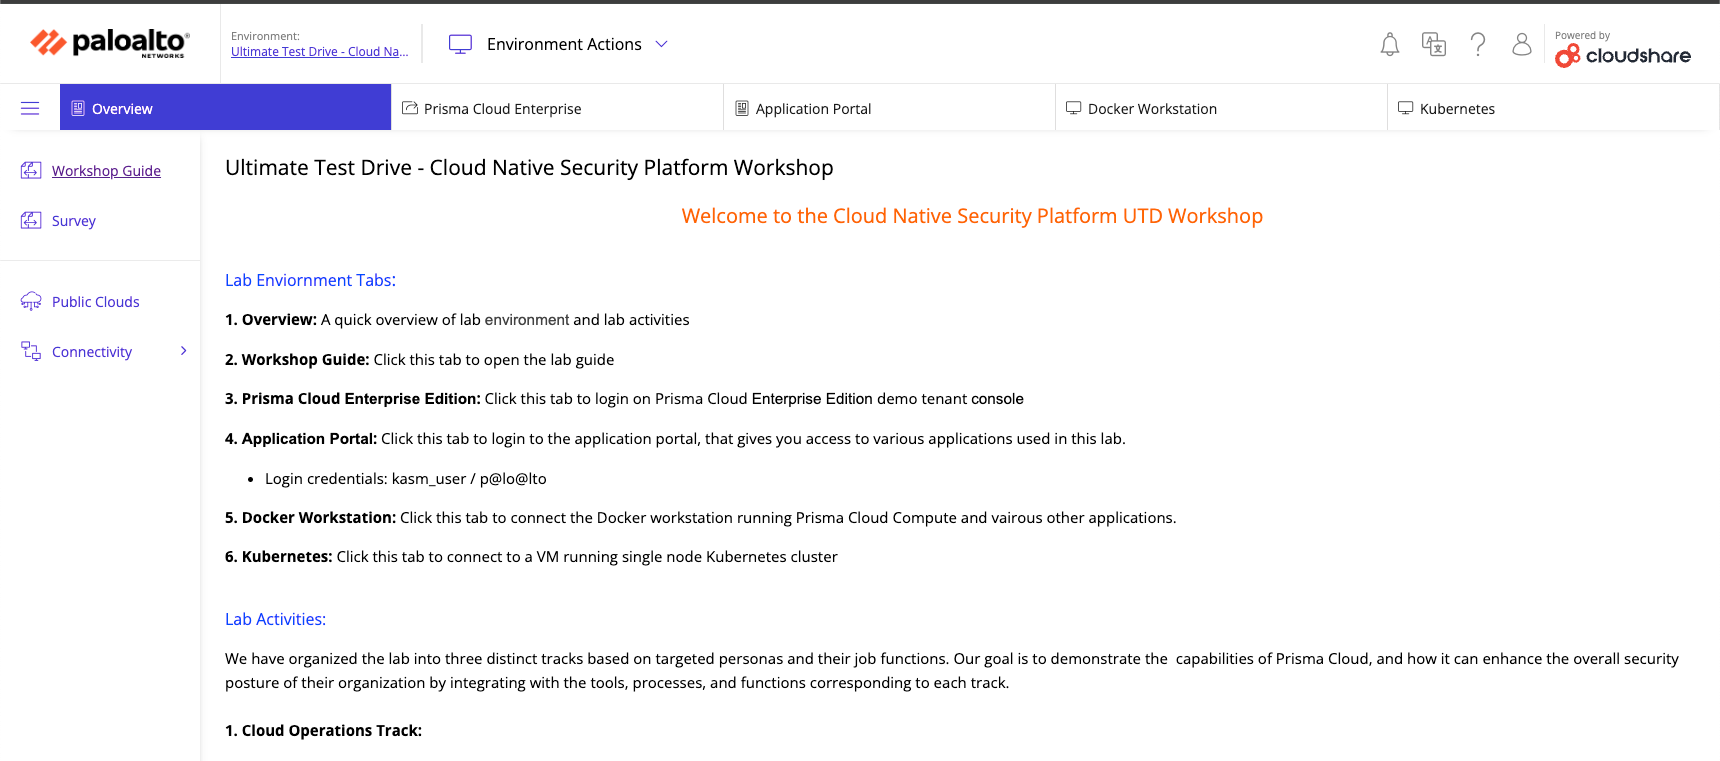 paloalto®
NETWORKS
Environment:
Ultimate Test Drive - Cloud Na...
Environment Actions
Powered by
cloudshare
Overview
Prisma Cloud Enterprise
Application Portal
Docker Workstation
Kubernetes
Workshop Guide
Survey
Public Clouds
Connectivity
Ultimate Test Drive - Cloud Native Security Platform Workshop
Welcome to the Cloud Native Security Platform UTD Workshop
Lab Enviornment Tabs:
1. Overview: A quick overview of lab environment and lab activities
2. Workshop Guide: Click this tab to open the lab guide
3. Prisma Cloud Enterprise Edition: Click this tab to login on Prisma Cloud Enterprise Edition demo tenant console
4. Application Portal: Click this tab to login to the application portal, that gives you access to various applications used in this lab.
• Login credentials: kasm_user / p@lo@lto
5. Docker Workstation: Click this tab to connect the Docker workstation running Prisma Cloud Compute and vairous other applications.
6. Kubernetes: Click this tab to connect to a VM running single node Kubernetes cluster
Lab Activities:
We have organized the lab into three distinct tracks based on targeted personas and their job functions. Our goal is to demonstrate the capabilities of Prisma Cloud, and how it can enhance the overall security
posture of their organization by integrating with the tools, processes, and functions corresponding to each track.
1. Cloud Operations Track: